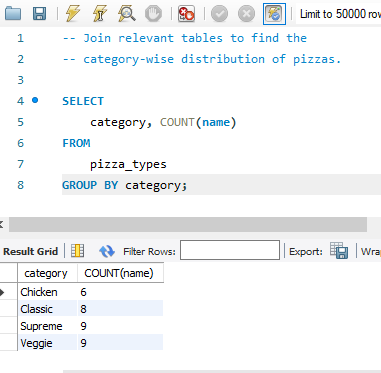 Limit to 50000 rows
1 -- Join relevant tables to find the
2 -- category-wise distribution of pizzas.
3
4 SELECT
5 category, COUNT(name)
6 FROM
7 pizza_types
8 GROUP BY category;
Result Grid Filter Rows: Export: Wra
category COUNT(name)
Chicken 6
Classic 8
Supreme 9
Veggie 9